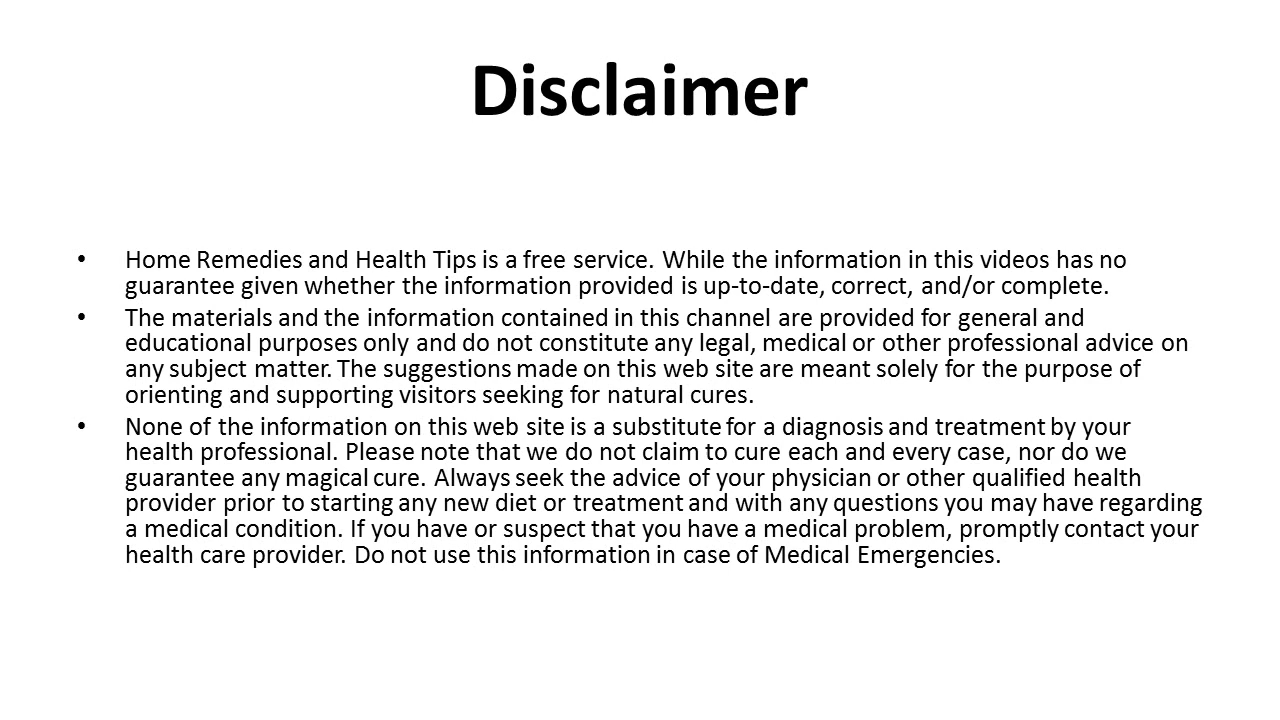 Disclaimer
• Home Remedies and Health Tips is a free service. While the information in this videos has no
guarantee given whether the information provided is up-to-date, correct, and/or complete.
• The materials and the information contained in this channel are provided for general and
educational purposes only and do not constitute any legal, medical or other professional advice on
any subject matter. The suggestions made on this web site are meant solely for the purpose of
orienting and supporting visitors seeking for natural cures.
• None of the information on this web site is a substitute for a diagnosis and treatment by your
health professional. Please note that we do not claim to cure each and every case, nor do we
guarantee any magical cure. Always seek the advice of your physician or other qualified health
provider prior to starting any new diet or treatment and with any questions you may have regarding
a medical condition. If you have or suspect that you have a medical problem, promptly contact your
health care provider. Do not use this information in case of Medical Emergencies.